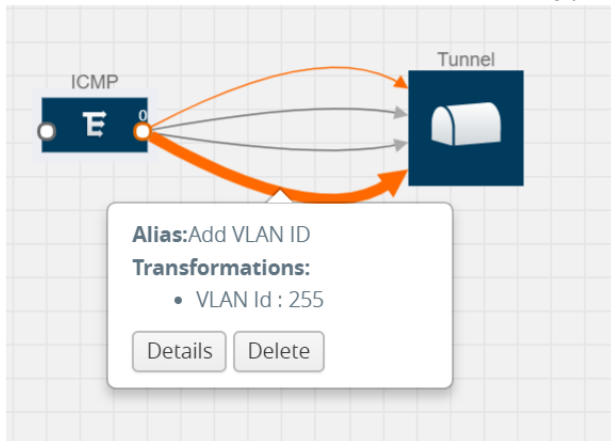 Tunnel
ICMP
0
Alias:Add VLAN ID
Transformations:
• VLAN Id : 255
Details Delete